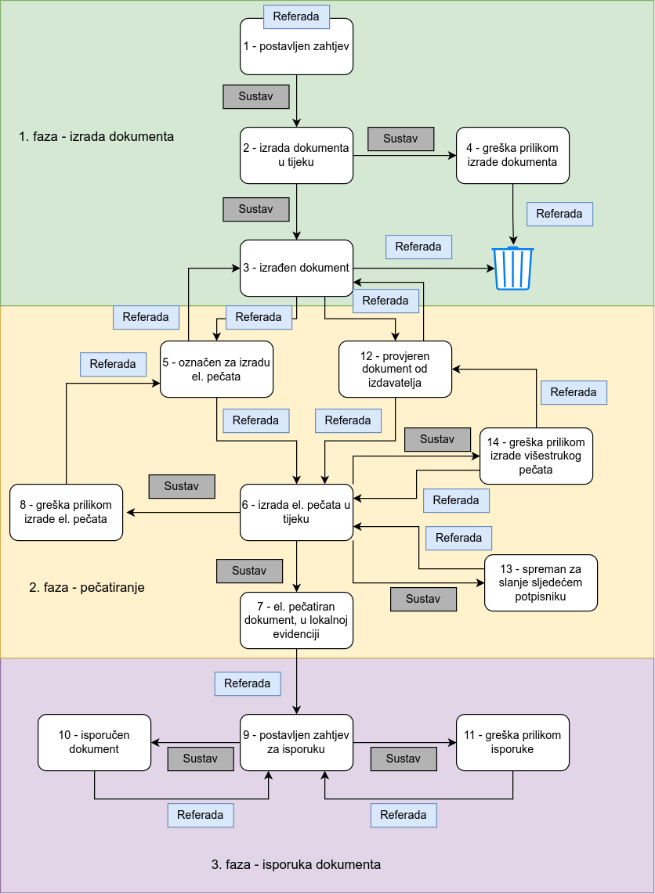 Referada
1 - postavljen zahtjev
Sustav
1. faza - izrada dokumenta
2 - izrada dokumenta
u tijeku
Sustav
4 - greška prilikom
izrade dokumenta
Sustav
Referada
3 - izrađen dokument
Referada
Referada
Referada
Referada
5 - označen za izradu
el. pečata
12 - provjeren
dokument od
izdavatelja
Referada
Referada
Referada
Referada
Sustav
14 - greška prilikom
izrade višestrukog
pečata
Sustav
8 - greška prilikom
izrade el. pečata
6 - izrada el. pečata u
tijeku
Referada
Referada
Sustav
13 - spreman za
slanje sljedećem
potpisniku
Sustav
2. faza - pečatiranje
7 - el. pečatiran
dokument, u lokalnoj
evidenciji
Referada
10 - isporučen
dokument
9 - postavljen zahtjev
za isporuku
11 - greška prilikom
isporuke
Sustav
Sustav
Referada
Referada
3. faza - isporuka dokumenta